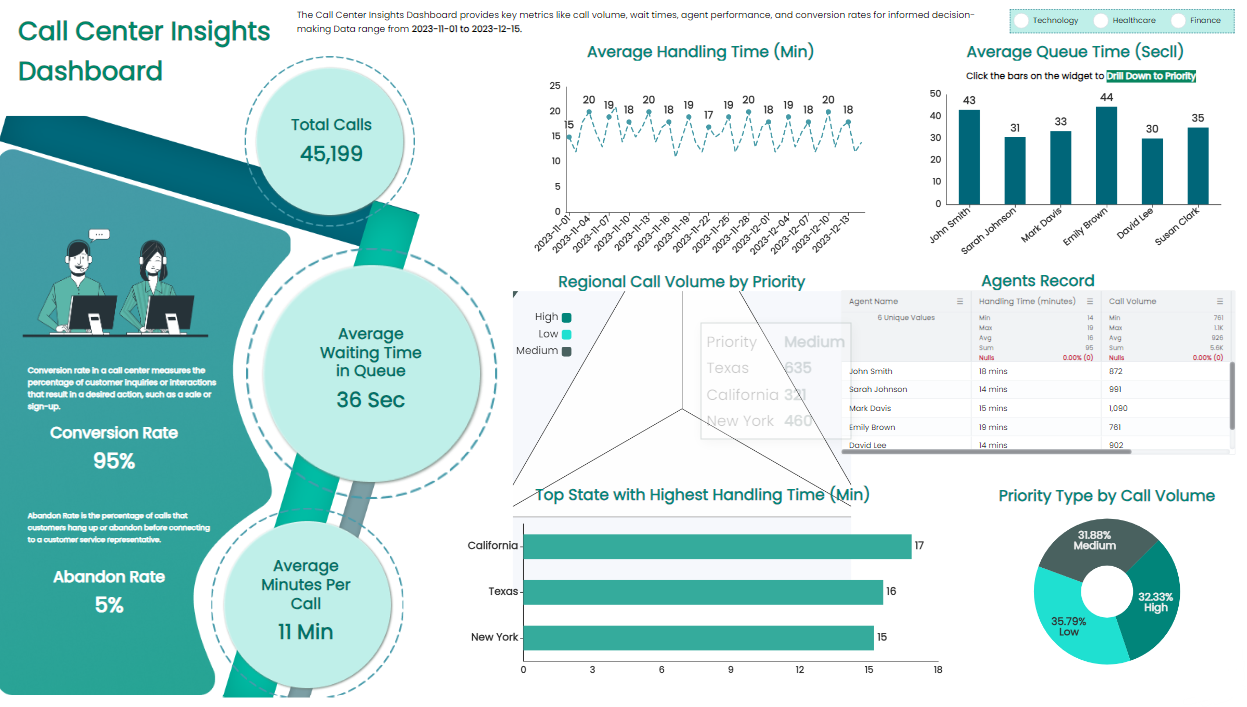 Call Center Insights
Dashboard
The Call Center Insights Dashboard provides key metrics like call volume, wait times, agent performance, and conversion rates for informed decision-
making Data range from 2023-11-01 to 2023-12-15.
Technology
Healthcare
Finance
Total Calls
45,199
Average
Waiting Time
in Queue
36 Sec
Average
Minutes Per
Call
11 Min
Conversion rate in a call center measures the
percentage of customer inquiries or interactions
that result in a desired action, such as a sale or
sign-up.
Conversion Rate
95%
Abandon Rate is the percentage of calls that
customers hang up or abandon before connecting
to a customer service representative.
Abandon Rate
5%
Average Handling Time (Min)
25
20
15
10
5
0
15 20 19 18 20 18 19 17 19 20 18 19 18 20 18
2023-11-01
2023-11-04
2023-11-07
2023-11-10
2023-11-13
2023-11-16
2023-11-19
2023-11-22
2023-11-25
2023-11-28
2023-12-01
2023-12-04
2023-12-07
2023-12-10
2023-12-13
Average Queue Time (Secll)
Click the bars on the widget to Drill Down to Priority
50
40
30
20
10
0
43 31 33 44 30 35
John Smith
Sarah Johnson
Mark Davis
Emily Brown
David Lee
Susan Clark
Regional Call Volume by Priority
High
Low
Medium
Priority Medium
Texas 635
California 321
New York 460
Agents Record
Agent Name Handling Time (minutes) Call Volume
6 Unique Values
Min 14 Min 761
Max 19 Max 1.1K
Avg 16 Avg 926
Sum 95 Sum 5.6K
Nulls 0.00% (0) Nulls 0.00% (0)
John Smith 18 mins 872
Sarah Johnson 14 mins 991
Mark Davis 15 mins 1,090
Emily Brown 19 mins 761
David Lee 14 mins 902
Top State with Highest Handling Time (Min)
California 17
Texas 16
New York 15
0 3 6 9 12 15 18
Priority Type by Call Volume
31.88%
Medium
32.33%
High
35.79%
Low